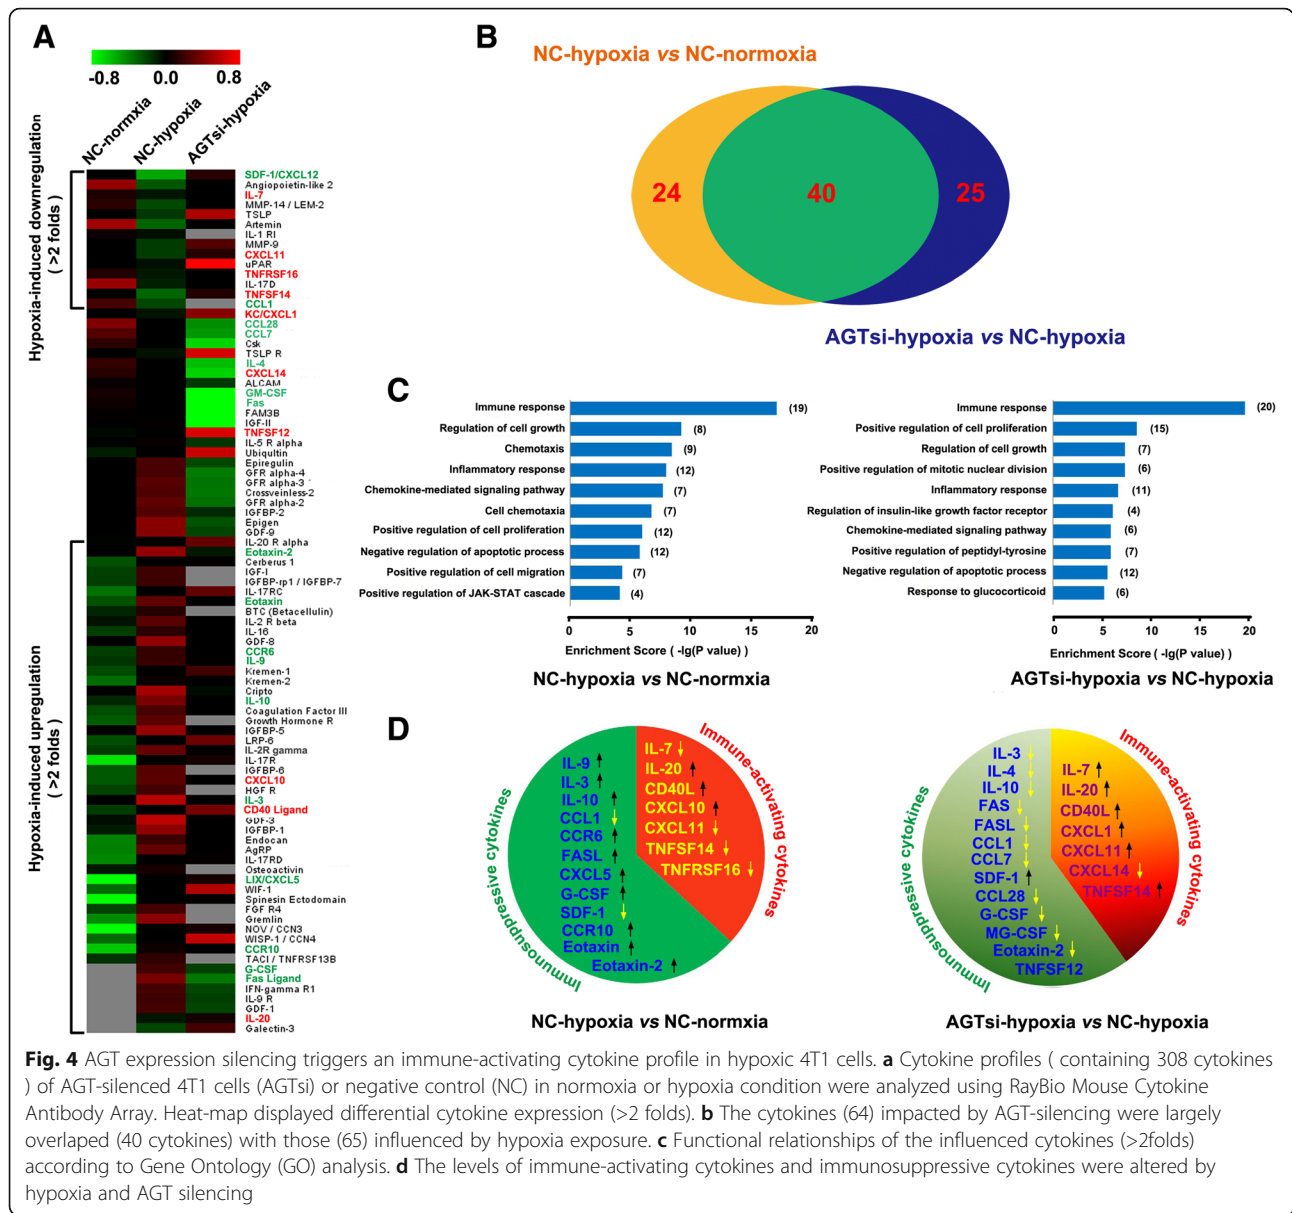 A
-0.8 0.0 0.8
NC-normxia
NC-hypoxia
AGTsi-hypoxia
Hypoxia-induced downregulation
( >2 folds )
Hypoxia-induced upregulation
( >2 folds )
SDF-1/CXCL12
Angiopoietin-like 2
IL-7
MMP-14 / LEM-2
TSLP
Artemin
IL-1 RI
MMP-9
CXCL11
uPAR
TNFRSF16
IL-17D
TNFSF14
CCL1
KC/CXCL1
CCL28
CCL7
Csk
TSLP R
IL-4
CXCL14
ALCAM
GM-CSF
Fas
FAM3B
IGF-II
TNFSF12
IL-5 R alpha
Ubiqultin
Epiregulin
GFR alpha-4
GFR alpha-3
Crossveinless-2
GFR alpha-2
IGFBP-2
Epigen
GDF-9
IL-20 R alpha
Eotaxin-2
Cerberus 1
IGF-I
IGFBP-rp1 / IGFBP-7
IL-17RC
Eotaxin
BTC (Betacellulin)
IL-2 R beta
IL-16
GDF-8
CCR6
IL-9
Kremen-1
Kremen-2
Cripto
IL-10
Coagulation Factor III
Growth Hormone R
IGFBP-5
LRP-6
IL-2R gamma
IL-17R
IGFBP-6
CXCL10
HGF R
IL-3
CD40 Ligand
GDF-3
IGFBP-1
Endocan
AgRP
IL-17RD
Osteoactivin
LIX/CXCL5
WIF-1
Spinesin Ectodomain
FGF R4
Gremlin
NOV / CCN3
WISP-1 / CCN4
CCR10
TACI / TNFRSF13B
G-CSF
Fas Ligand
IFN-gamma R1
IL-9 R
GDF-1
IL-20
Galectin-3
B
NC-hypoxia vs NC-normoxia
24 40 25
AGTsi-hypoxia vs NC-hypoxia
C
Immune response (19)
Regulation of cell growth (8)
Chemotaxis (9)
Inflammatory response (12)
Chemokine-mediated signaling pathway (7)
Cell chemotaxia (7)
Positive regulation of cell proliferation (12)
Negative regulation of apoptotic process (12)
Positive regulation of cell migration (7)
Positive regulation of JAK-STAT cascade (4)
0 5 10 15 20
Enrichment Score ( -lg(P value) )
NC-hypoxia vs NC-normxia
Immune response (20)
Positive regulation of cell proliferation (15)
Regulation of cell growth (7)
Positive regulation of mitotic nuclear division (6)
Inflammatory response (11)
Regulation of insulin-like growth factor receptor (4)
Chemokine-mediated signaling pathway (6)
Positive regulation of peptidyl-tyrosine (7)
Negative regulation of apoptotic process (12)
Response to glucocorticoid (6)
0 5 10 15 20
Enrichment Score ( -lg(P value) )
AGTsi-hypoxia vs NC-hypoxia
D
Immunosuppressive cytokines
IL-9 ↑
IL-3 ↑
IL-10 ↑
CCL1 ↓
CCR6 ↑
FASL ↑
CXCL5 ↑
G-CSF ↑
SDF-1 ↓
CCR10 ↑
Eotaxin ↑
Eotaxin-2 ↑
IL-7 ↓
IL-20 ↑
CD40L ↑
CXCL10 ↑
CXCL11 ↓
TNFSF14 ↓
TNFRSF16 ↓
Immune-activating cytokines
NC-hypoxia vs NC-normxia
Immunosuppressive cytokines
IL-3 ↓
IL-4 ↓
IL-10 ↓
FAS ↓
FASL ↓
CCL1 ↓
CCL7 ↓
SDF-1 ↑
CCL28 ↓
G-CSF ↓
MG-CSF ↓
Eotaxin-2 ↓
TNFSF12
IL-7 ↑
IL-20 ↑
CD40L ↑
CXCL1 ↑
CXCL11 ↑
CXCL14 ↓
TNFSF14 ↑
Immune-activating cytokines
AGTsi-hypoxia vs NC-hypoxia
Fig. 4 AGT expression silencing triggers an immune-activating cytokine profile in hypoxic 4T1 cells. a Cytokine profiles ( containing 308 cytokines
) of AGT-silenced 4T1 cells (AGTsi) or negative control (NC) in normoxia or hypoxia condition were analyzed using RayBio Mouse Cytokine
Antibody Array. Heat-map displayed differential cytokine expression (>2 folds). b The cytokines (64) impacted by AGT-silencing were largely
overlaped (40 cytokines) with those (65) influenced by hypoxia exposure. c Functional relationships of the influenced cytokines (>2folds)
according to Gene Ontology (GO) analysis. d The levels of immune-activating cytokines and immunosuppressive cytokines were altered by
hypoxia and AGT silencing